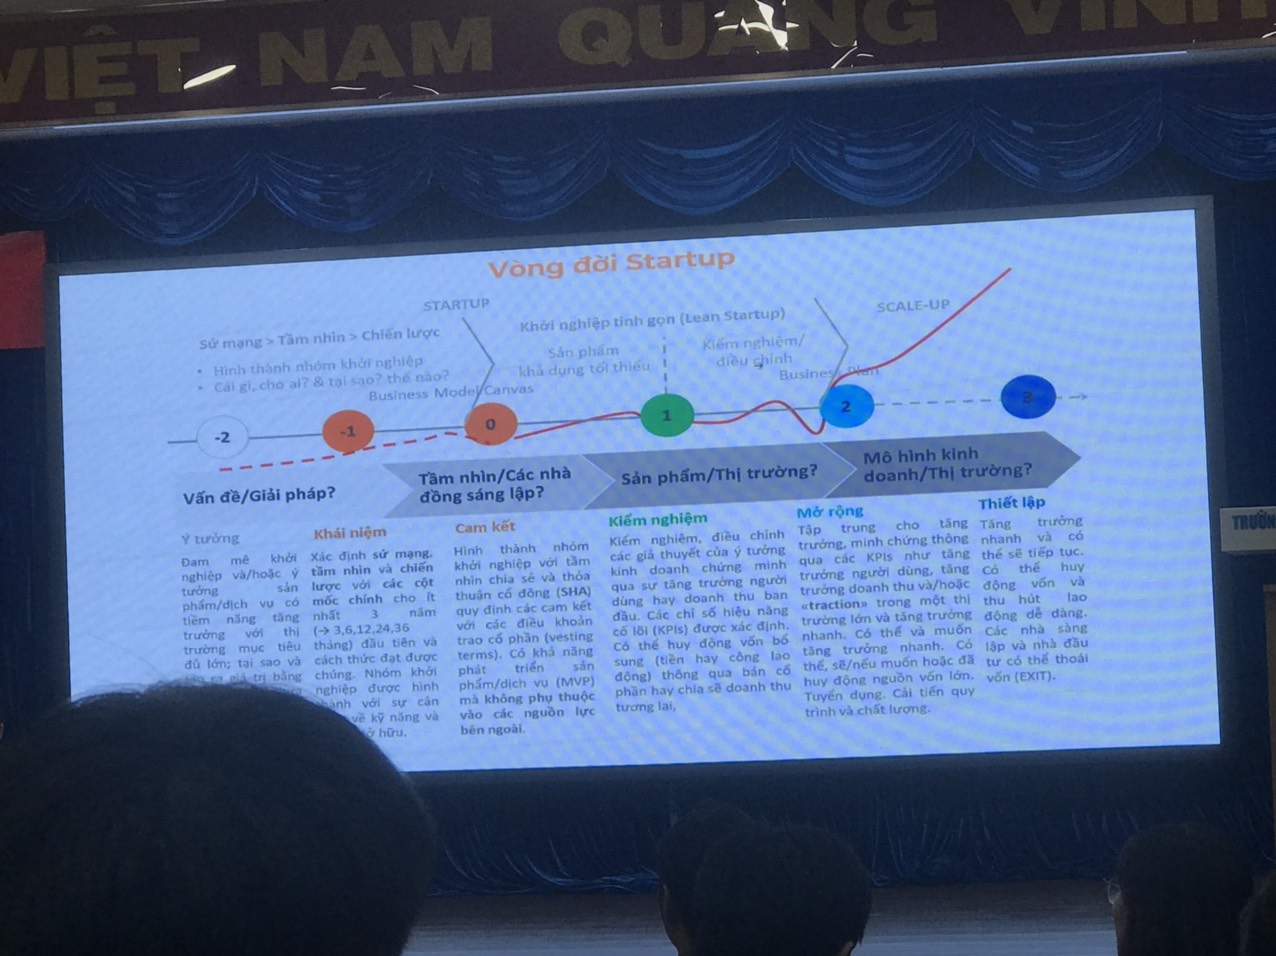 VIỆT NAM QUANG VINH
Vòng đời Startup
STARTUP
SCALE-UP
Sứ mạng > Tầm nhìn > Chiến lược
• Hình thành nhóm khởi nghiệp
• Cái gì, cho ai? & tại sao? thế nào?
Business Model Canvas
Khởi nghiệp tinh gọn (Lean Startup)
Sản phẩm
khả dụng tối thiểu
Kiểm nghiệm/
điều chỉnh
Business Plan
-2
-1
0
1
2
3
Vấn đề/Giải pháp?
Tầm nhìn/Các nhà
đồng sáng lập?
Sản phẩm/Thị trường?
Mô hình kinh
doanh/Thị trường?
Ý tưởng
Đam mê khởi
nghiệp và/hoặc ý
tưởng sản
phẩm/dịch vụ có
tiềm năng tăng
trưởng với thị
trường mục tiêu
đủ lớn; tại sao và
giá trị bằng
Khái niệm
Xác định sứ mạng,
tầm nhìn và chiến
lược với các cột
mốc chính cho ít
nhất 3 năm
(→ 3,6,12,24,36
tháng) đầu tiên và
cách thức đạt được
chúng. Nhóm khởi
nghiệp được hình
với sự cân
về kỹ năng và
hữu.
Cam kết
Hình thành nhóm
khởi nghiệp với tầm
nhìn chia sẻ và thỏa
thuận cổ đông (SHA)
quy định các cam kết
với các điều khoản
trao cổ phần (vesting
terms). Có khả năng
phát triển sản
phẩm/dịch vụ (MVP)
mà không phụ thuộc
vào các nguồn lực
bên ngoài.
Kiểm nghiệm
Kiểm nghiệm, điều chỉnh
các giả thuyết của ý tưởng
kinh doanh chứng minh
qua sự tăng trưởng người
dùng hay doanh thu ban
đầu. Các chỉ số hiệu năng
cố lõi (KPIs) được xác định.
Có thể huy động vốn bổ
sung (tiền hay công lao
động) thông qua bán cổ
phần hay chia sẽ doanh thu
tương lai,
Mở rộng
Tập trung cho tăng
trưởng, minh chứng thông
qua các KPIs như tăng
trưởng người dùng, tăng
trưởng doanh thu và/hoặc
«traction» trong một thị
trường lớn và tăng trưởng
nhanh. Có thể và muốn
tăng trưởng nhanh. Có
thể, sẽ/nếu muốn hoặc đã
huy động nguồn vốn lớn.
Tuyển dụng. Cải tiến quy
trình và chất lượng.
Thiết lập
Tăng trưởng
nhanh và có
thể sẽ tiếp tục.
Có thể huy
động vốn và
thu hút lao
động dễ dàng.
Các nhà sàng
lập và nhà đầu
tư có thể thoái
vốn (EXIT).